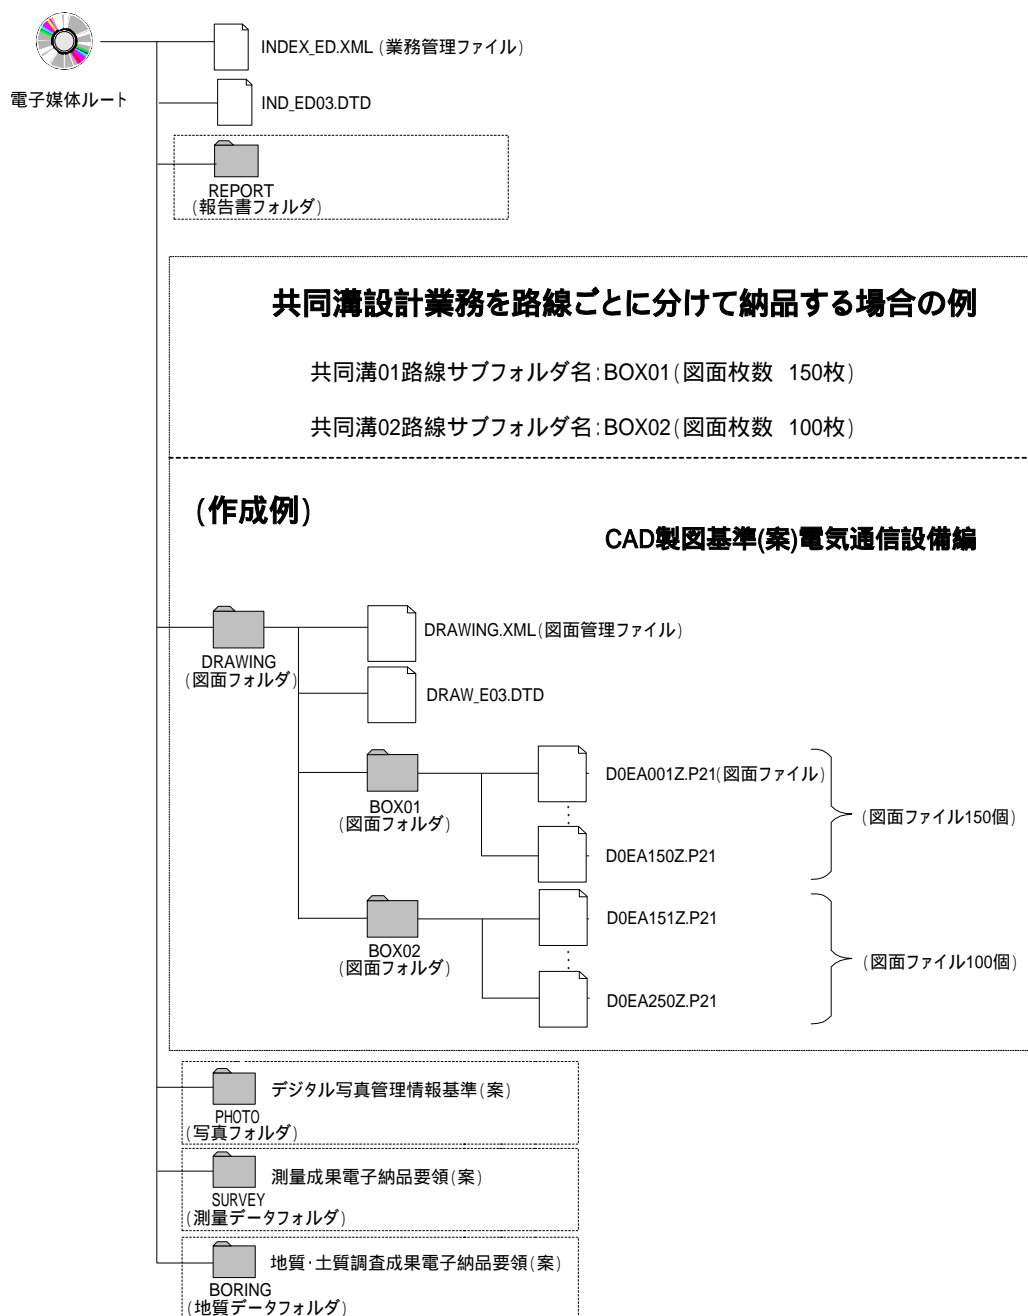 INDEX_ED.XML (業務管理ファイル)
電子媒体ルート
IND_ED03.DTD
REPORT
(報告書フォルダ)
共同溝設計業務を路線ごとに分けて納品する場合の例
共同溝01路線サブフォルダ名:BOX01(図面枚数 150枚)
共同溝02路線サブフォルダ名:BOX02(図面枚数 100枚)
(作成例)
CAD製図基準(案)電気通信設備編
DRAWING
(図面フォルダ)
DRAWING.XML(図面管理ファイル)
DRAW_E03.DTD
BOX01
(図面フォルダ)
D0EA001Z.P21(図面ファイル)
(図面ファイル150個)
D0EA150Z.P21
BOX02
(図面フォルダ)
D0EA151Z.P21
(図面ファイル100個)
D0EA250Z.P21
デジタル写真管理情報基準(案)
PHOTO
(写真フォルダ)
測量成果電子納品要領(案)
SURVEY
(測量データフォルダ)
地質·土質調査成果電子納品要領(案)
BORING
(地質データフォルダ)